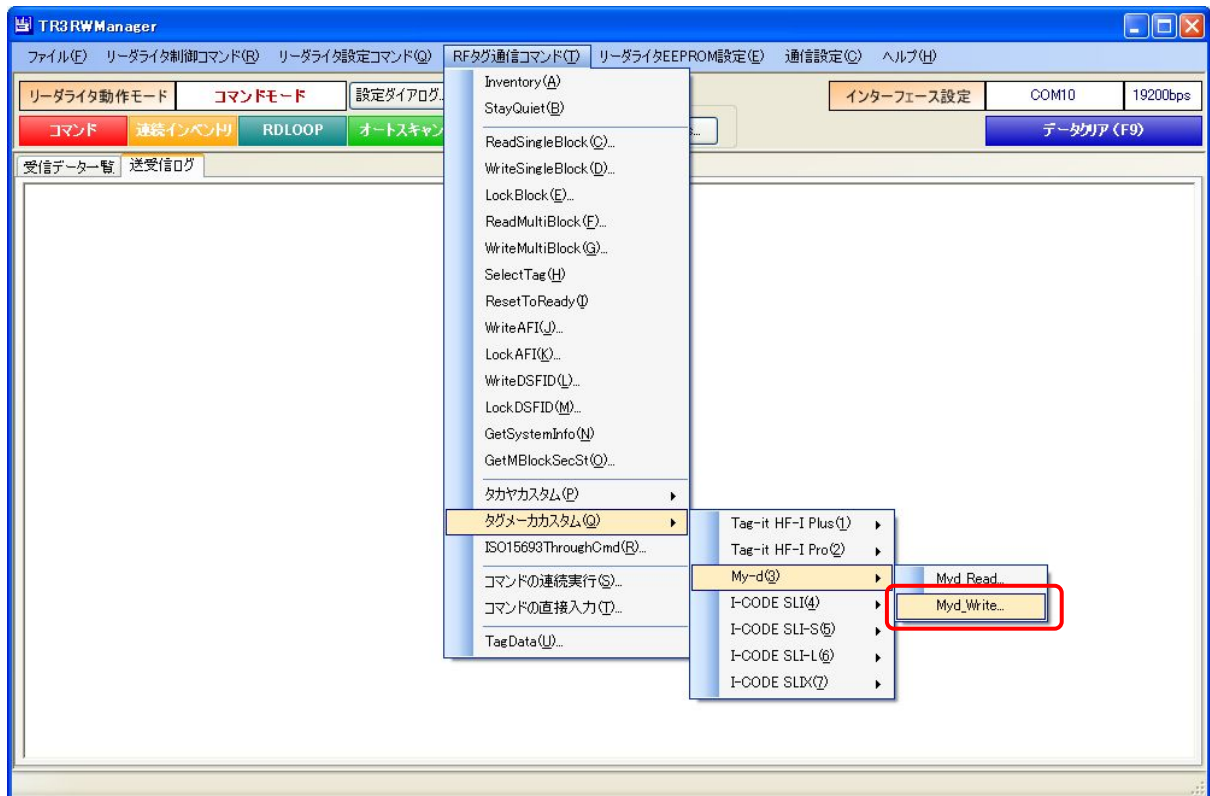 TR3RWManager
ファイル(F) リーダライタ制御コマンド(R) リーダライタ設定コマンド(Q) RFタグ通信コマンド(T) リーダライタEEPROM設定(E) 通信設定(C) ヘルプ(H)
リーダライタ動作モード コマンドモード 設定ダイアログ... インターフェース設定 COM10 19200bps
コマンド 連続インベントリ RDLOOP オートスキャン データクリア(F9)
受信データ一覧 送受信ログ
Inventory(A)
StayQuiet(B)
ReadSingleBlock(C)...
WriteSingleBlock(D)...
LockBlock(E)...
ReadMultiBlock(F)...
WriteMultiBlock(G)...
SelectTag(H)
ResetToReady(I)
WriteAFI(J)...
LockAFI(K)...
WriteDSFID(L)...
LockDSFID(M)...
GetSystemInfo(N)
GetMBlockSecSt(O)...
タカヤカスタム(P)
タグメーカカスタム(Q)
ISO15693ThroughCmd(R)...
コマンドの連続実行(S)...
コマンドの直接入力(T)...
TagData(U)...
Tag-it HF-I Plus(1)
Tag-it HF-I Pro(2)
My-d(3)
I-CODE SLI(4)
I-CODE SLI-S(5)
I-CODE SLI-L(6)
I-CODE SLIX(7)
Myd_Read...
Myd_Write...